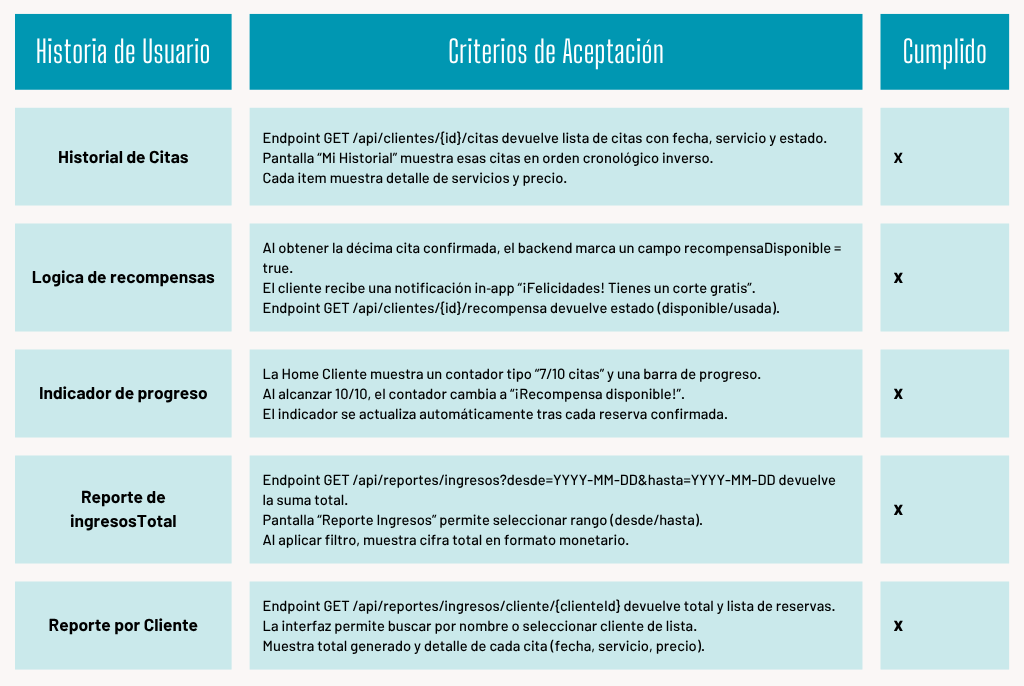 Historia de Usuario
Criterios de Aceptación
Cumplido
Historial de Citas
Endpoint GET /api/clientes/{id}/citas devuelve lista de citas con fecha, servicio y estado.
Pantalla “Mi Historial” muestra esas citas en orden cronológico inverso.
Cada item muestra detalle de servicios y precio.
x
Logica de recompensas
Al obtener la décima cita confirmada, el backend marca un campo recompensaDisponible =
true.
El cliente recibe una notificación in-app “¡Felicidades! Tienes un corte gratis”.
Endpoint GET /api/clientes/{id}/recompensa devuelve estado (disponible/usada).
x
Indicador de progreso
La Home Cliente muestra un contador tipo “7/10 citas” y una barra de progreso.
Al alcanzar 10/10, el contador cambia a “¡Recompensa disponible!”.
El indicador se actualiza automáticamente tras cada reserva confirmada.
x
Reporte de
ingresosTotal
Endpoint GET /api/reportes/ingresos?desde=YYYY-MM-DD&hasta=YYYY-MM-DD devuelve
la suma total.
Pantalla “Reporte Ingresos” permite seleccionar rango (desde/hasta).
Al aplicar filtro, muestra cifra total en formato monetario.
x
Reporte por Cliente
Endpoint GET /api/reportes/ingresos/cliente/{clienteId} devuelve total y lista de reservas.
La interfaz permite buscar por nombre o seleccionar cliente de lista.
Muestra total generado y detalle de cada cita (fecha, servicio, precio).
x